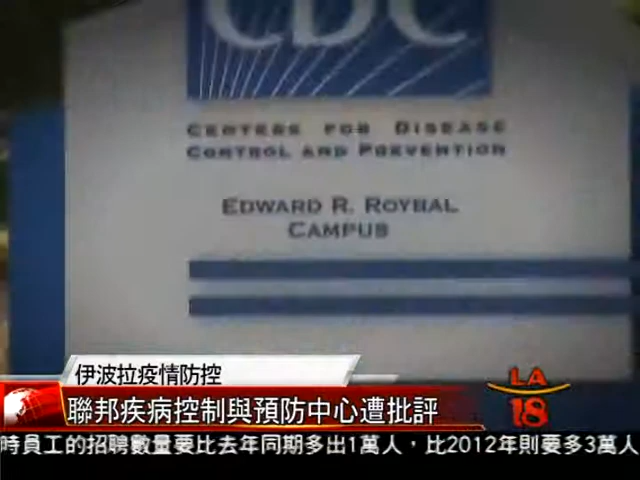 CDC
CENTERS FOR DISEASE
CONTROL AND PREVENTION
EDWARD R. ROYBAL
CAMPUS
伊波拉疫情防控
聯邦疾病控制與預防中心遭批評
LA
18
時員工的招聘數量要比去年同期多出1萬人，比2012年則要多3萬人